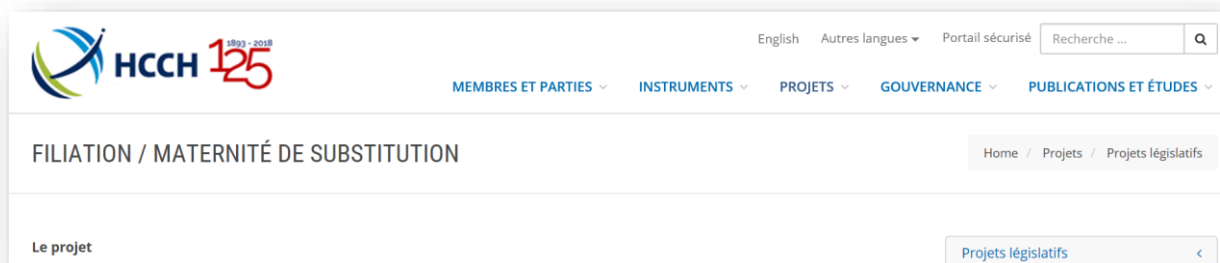 HCCH 125
1893 - 2018
English Autres langues Portail sécurisé Recherche ...
MEMBRES ET PARTIES INSTRUMENTS PROJETS GOUVERNANCE PUBLICATIONS ET ÉTUDES
FILIATION / MATERNITÉ DE SUBSTITUTION
Home / Projets / Projets législatifs
Le projet
Projets législatifs